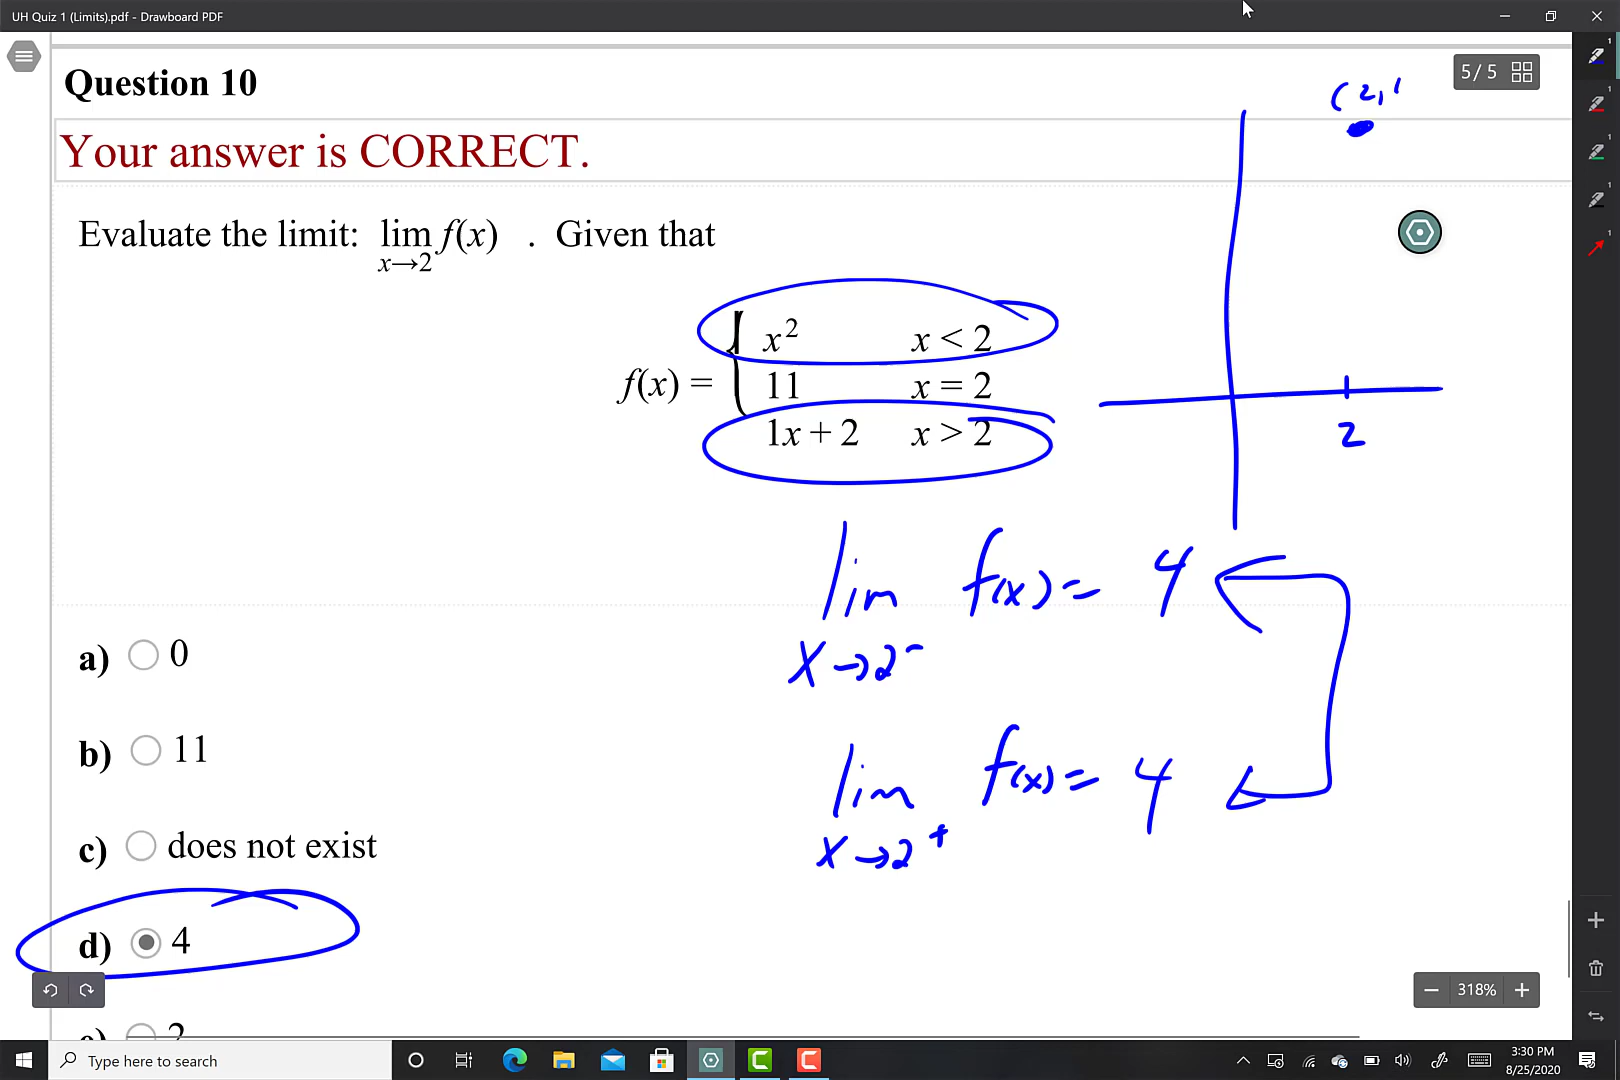 UH Quiz 1 (Limits).pdf - Drawboard PDF
5 / 5
Question 10
(2,1
Your answer is CORRECT.
Evaluate the limit: lim f(x) . Given that
x→2
x² x < 2
f(x) = { 11 x = 2
1x + 2 x > 2
2
lim f(x) = 4
x→2⁻
lim f(x) = 4
x→2⁺
a) 0
b) 11
c) does not exist
d) 4
318%
Type here to search
3:30 PM
8/25/2020